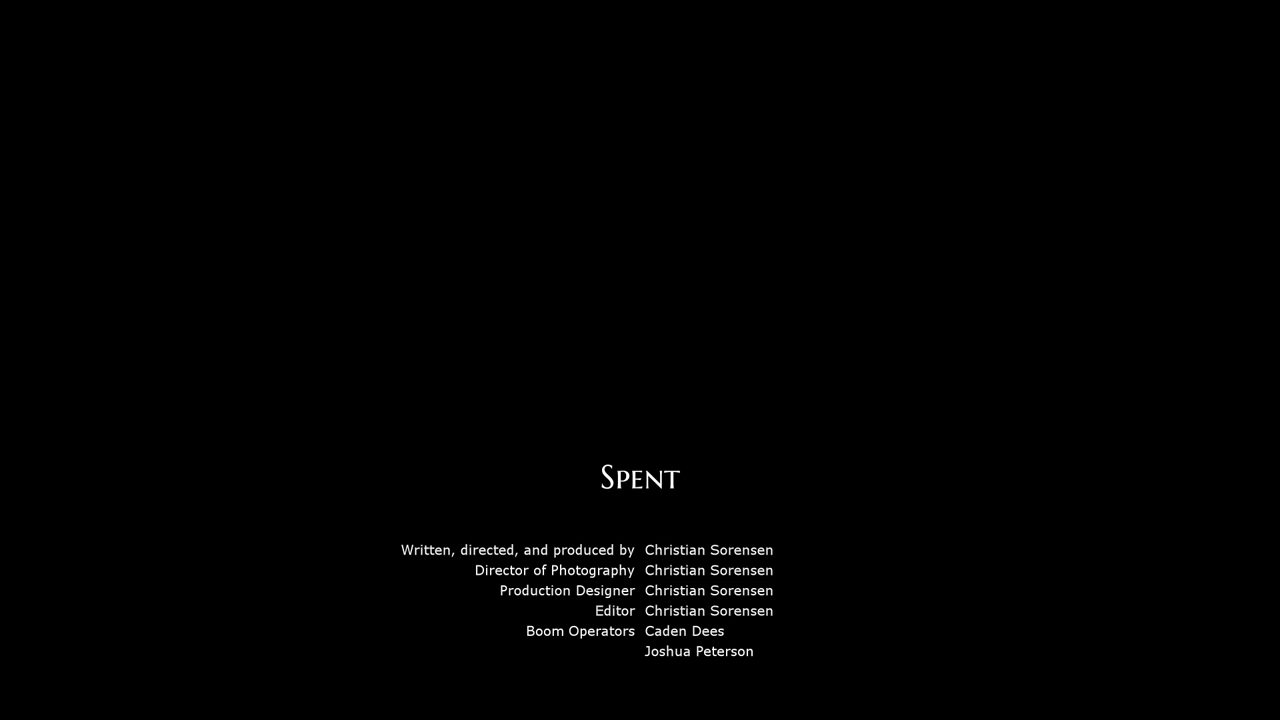 Spent
Written, directed, and produced by Christian Sorensen
Director of Photography Christian Sorensen
Production Designer Christian Sorensen
Editor Christian Sorensen
Boom Operators Caden Dees
Joshua Peterson